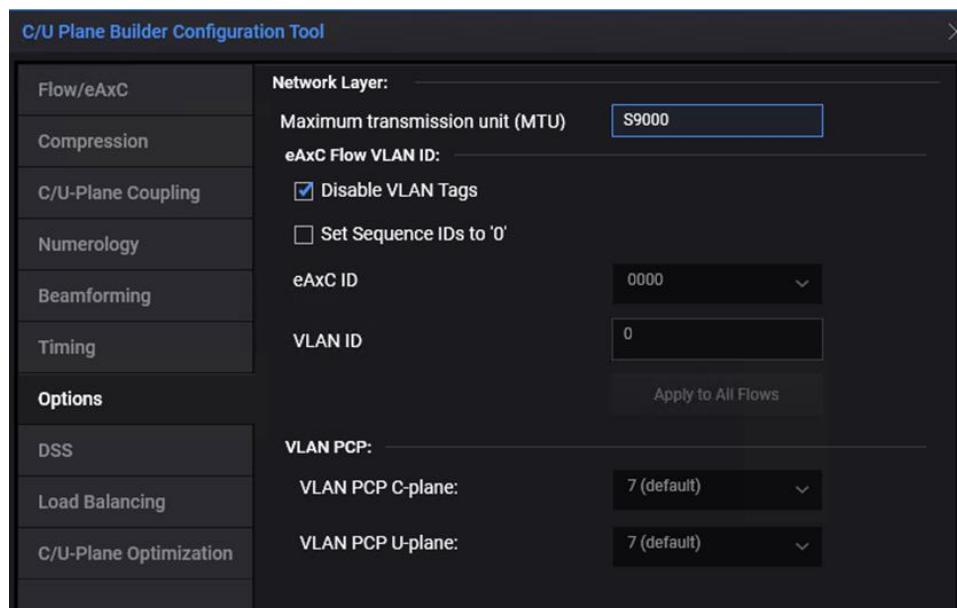 C/U Plane Builder Configuration Tool
Flow/eAxC
Compression
C/U-Plane Coupling
Numerology
Beamforming
Timing
Options
DSS
Load Balancing
C/U-Plane Optimization
Network Layer:
Maximum transmission unit (MTU) S9000
eAxC Flow VLAN ID:
Disable VLAN Tags
Set Sequence IDs to '0'
eAxC ID 0000
VLAN ID 0
Apply to All Flows
VLAN PCP:
VLAN PCP C-plane: 7 (default)
VLAN PCP U-plane: 7 (default)